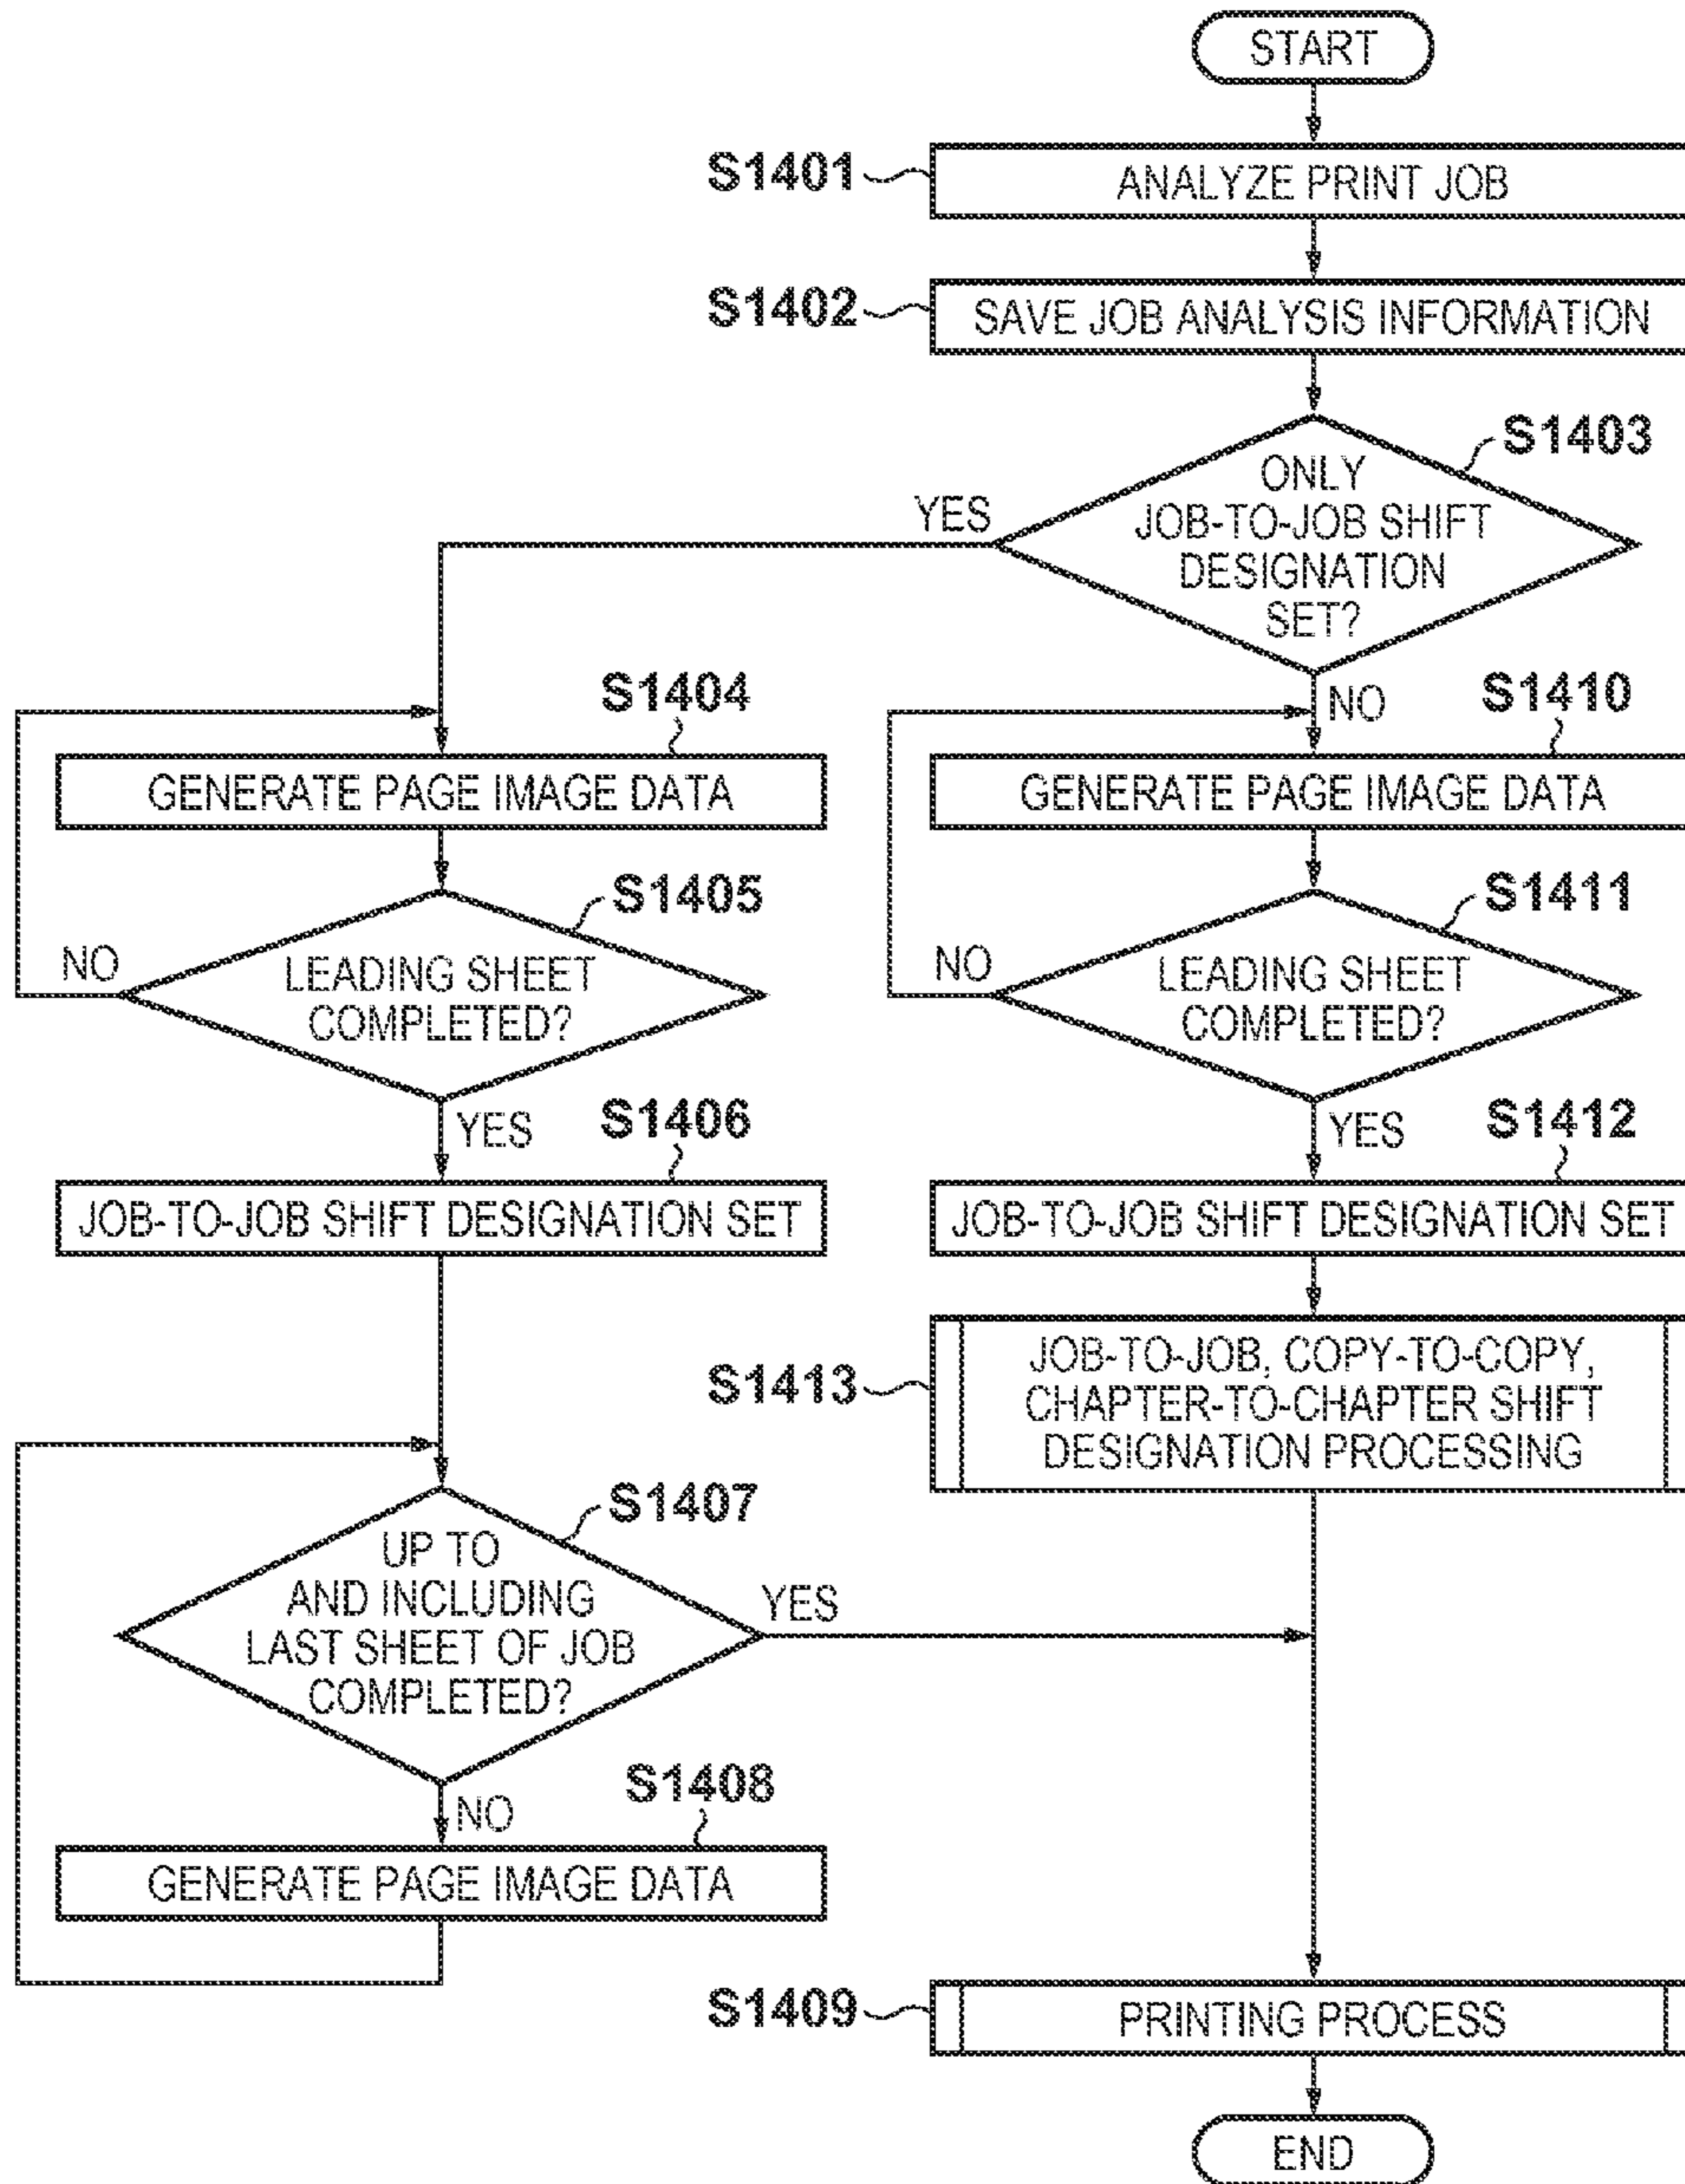 START
S1401
ANALYZE PRINT JOB
S1402
SAVE JOB ANALYSIS INFORMATION
S1403
ONLY
JOB-TO-JOB SHIFT
DESIGNATION
SET?
YES
NO
S1404
GENERATE PAGE IMAGE DATA
S1405
LEADING SHEET
COMPLETED?
NO
YES
S1406
JOB-TO-JOB SHIFT DESIGNATION SET
S1407
UP TO
AND INCLUDING
LAST SHEET OF JOB
COMPLETED?
YES
NO
S1408
GENERATE PAGE IMAGE DATA
S1410
GENERATE PAGE IMAGE DATA
S1411
LEADING SHEET
COMPLETED?
NO
YES
S1412
JOB-TO-JOB SHIFT DESIGNATION SET
S1413
JOB-TO-JOB, COPY-TO-COPY,
CHAPTER-TO-CHAPTER SHIFT
DESIGNATION PROCESSING
S1409
PRINTING PROCESS
END